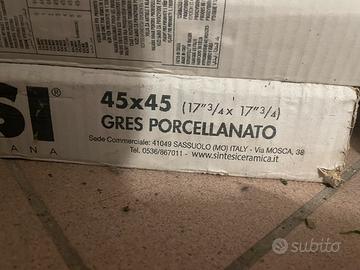 SI®
ANA
45x45 (17"3/4 x 17"3/4)
GRES PORCELLANATO
Sede Commerciale: 41049 SASSUOLO (MO) ITALY - Via MOSCA, 38
Tel. 0536/867011 - www.sintesiceramica.it
subito